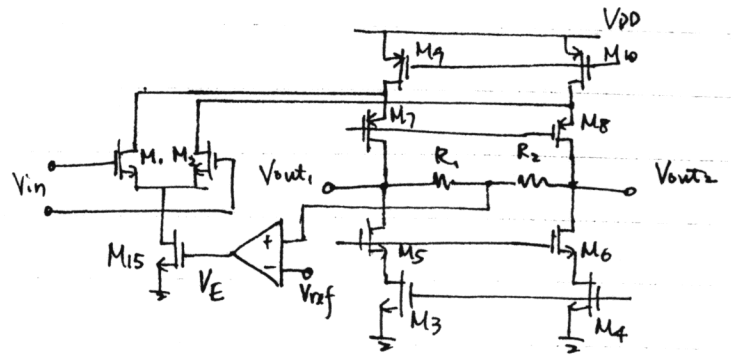 VDD
M9
M10
M7
M8
M1
M2
R1
R2
Vin
Vout1
Vout2
+
-
M15
VE
Vref
M5
M6
M3
M4